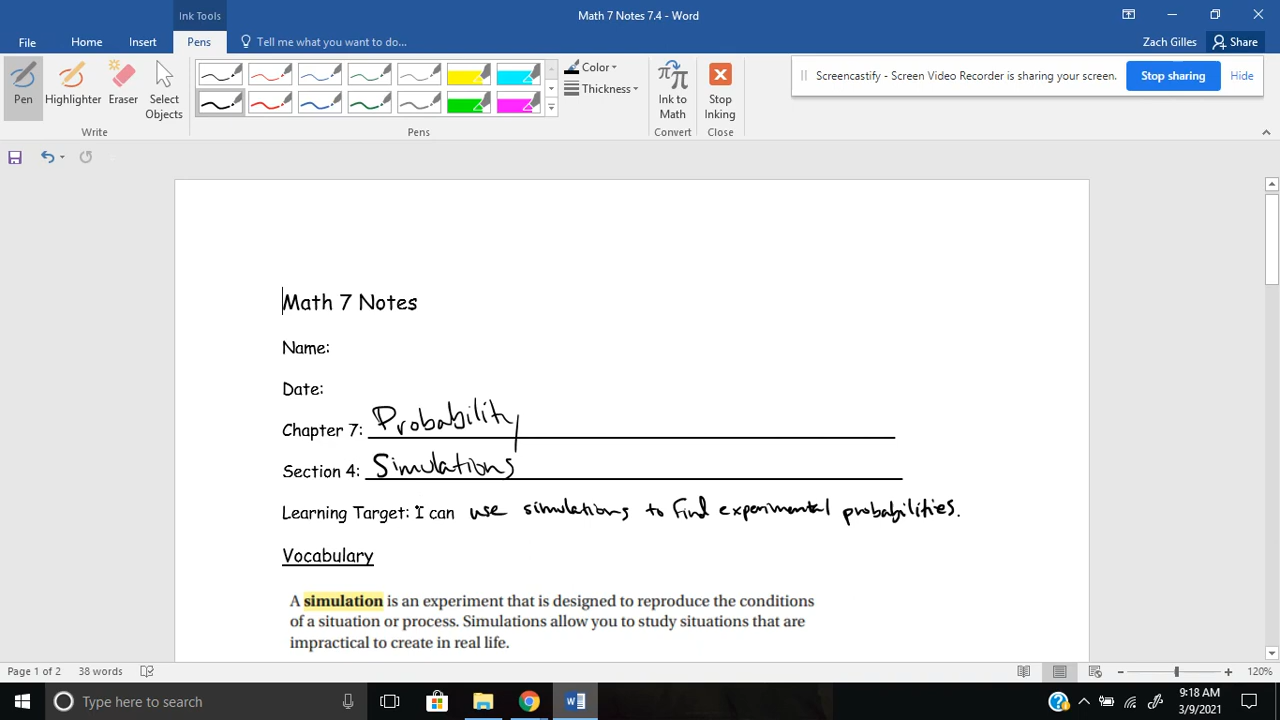 Ink Tools
Math 7 Notes 7.4 - Word
File
Home
Insert
Pens
Tell me what you want to do...
Zach Gilles
Share
Pen
Highlighter
Eraser
Select Objects
Color
Thickness
Ink to Math
Stop Inking
Screencastify - Screen Video Recorder is sharing your screen.
Stop sharing
Hide
Write
Pens
Convert
Close
Math 7 Notes
Name:
Date:
Chapter 7: Probability
Section 4: Simulations
Learning Target: I can use simulations to find experimental probabilities.
Vocabulary
A simulation is an experiment that is designed to reproduce the conditions
of a situation or process. Simulations allow you to study situations that are
impractical to create in real life.
Page 1 of 2
38 words
120%
Type here to search
9:18 AM
3/9/2021